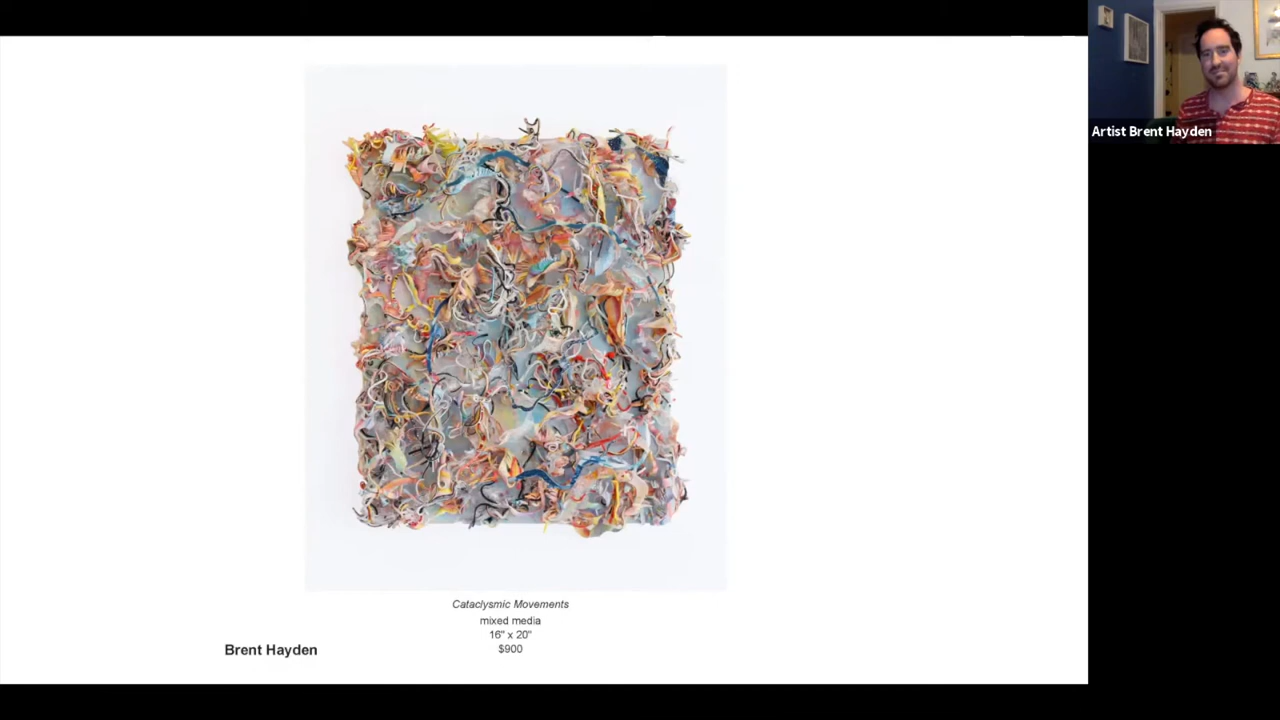 Artist Brent Hayden
Cataclysmic Movements
mixed media
16" x 20"
$900
Brent Hayden